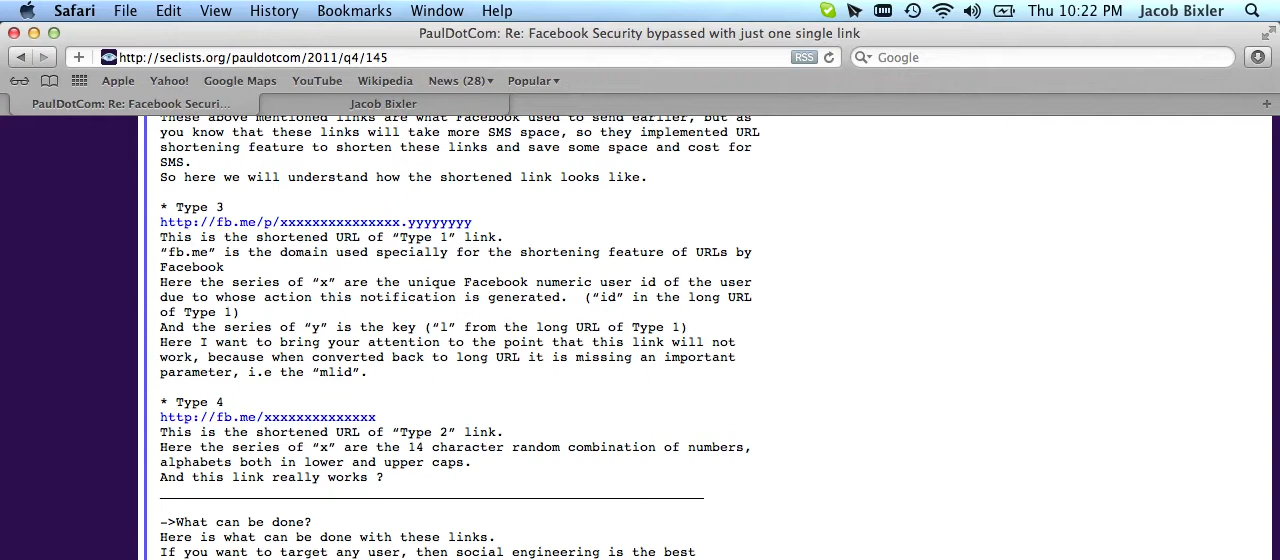 Safari File Edit View History Bookmarks Window Help Thu 10:22 PM Jacob Bixler
PaulDotCom: Re: Facebook Security bypassed with just one single link
http://seclists.org/pauldotcom/2011/q4/145 RSS Google
Apple Yahoo! Google Maps YouTube Wikipedia News (28) Popular
PaulDotCom: Re: Facebook Securi... Jacob Bixler
These above mentioned links are what Facebook used to send earlier, but as
you know that these links will take more SMS space, so they implemented URL
shortening feature to shorten these links and save some space and cost for
SMS.
So here we will understand how the shortened link looks like.
* Type 3
http://fb.me/p/xxxxxxxxxxxxxxx.yyyyyyyy
This is the shortened URL of “Type 1” link.
“fb.me” is the domain used specially for the shortening feature of URLs by
Facebook
Here the series of “x” are the unique Facebook numeric user id of the user
due to whose action this notification is generated.  (“id” in the long URL
of Type 1)
And the series of “y” is the key (“l” from the long URL of Type 1)
Here I want to bring your attention to the point that this link will not
work, because when converted back to long URL it is missing an important
parameter, i.e the “mlid”.
* Type 4
http://fb.me/xxxxxxxxxxxxxx
This is the shortened URL of “Type 2” link.
Here the series of “x” are the 14 character random combination of numbers,
alphabets both in lower and upper caps.
And this link really works ?
->What can be done?
Here is what can be done with these links.
If you want to target any user, then social engineering is the best